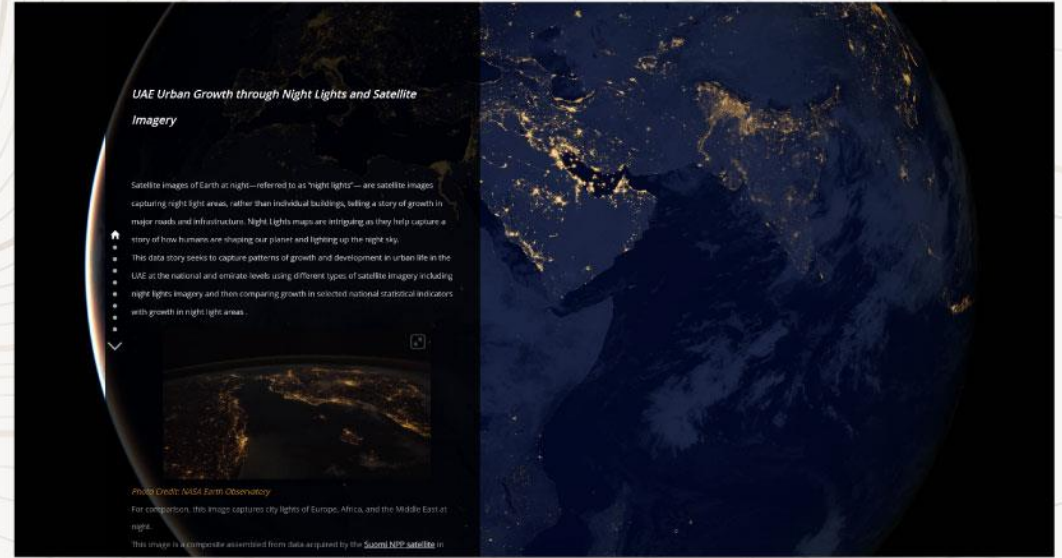 UAE Urban Growth through Night Lights and Satellite
Imagery
Satellite images of Earth at night—referred to as "night lights"— are satellite images
capturing night light areas, rather than individual buildings, telling a story of growth in
major roads and infrastructure. Night Lights maps are intriguing as they help capture a
story of how humans are shaping our planet and lighting up the night sky.
This data story seeks to capture patterns of growth and development in urban life in the
UAE at the national and emirate levels using different types of satellite imagery including
night lights imagery and then comparing growth in selected national statistical indicators
with growth in night light areas .
Photo Credit: NASA Earth Observatory
For comparison, this image captures city lights of Europe, Africa, and the Middle East at
night.
This image is a composite assembled from data acquired by the Suomi NPP satellite in